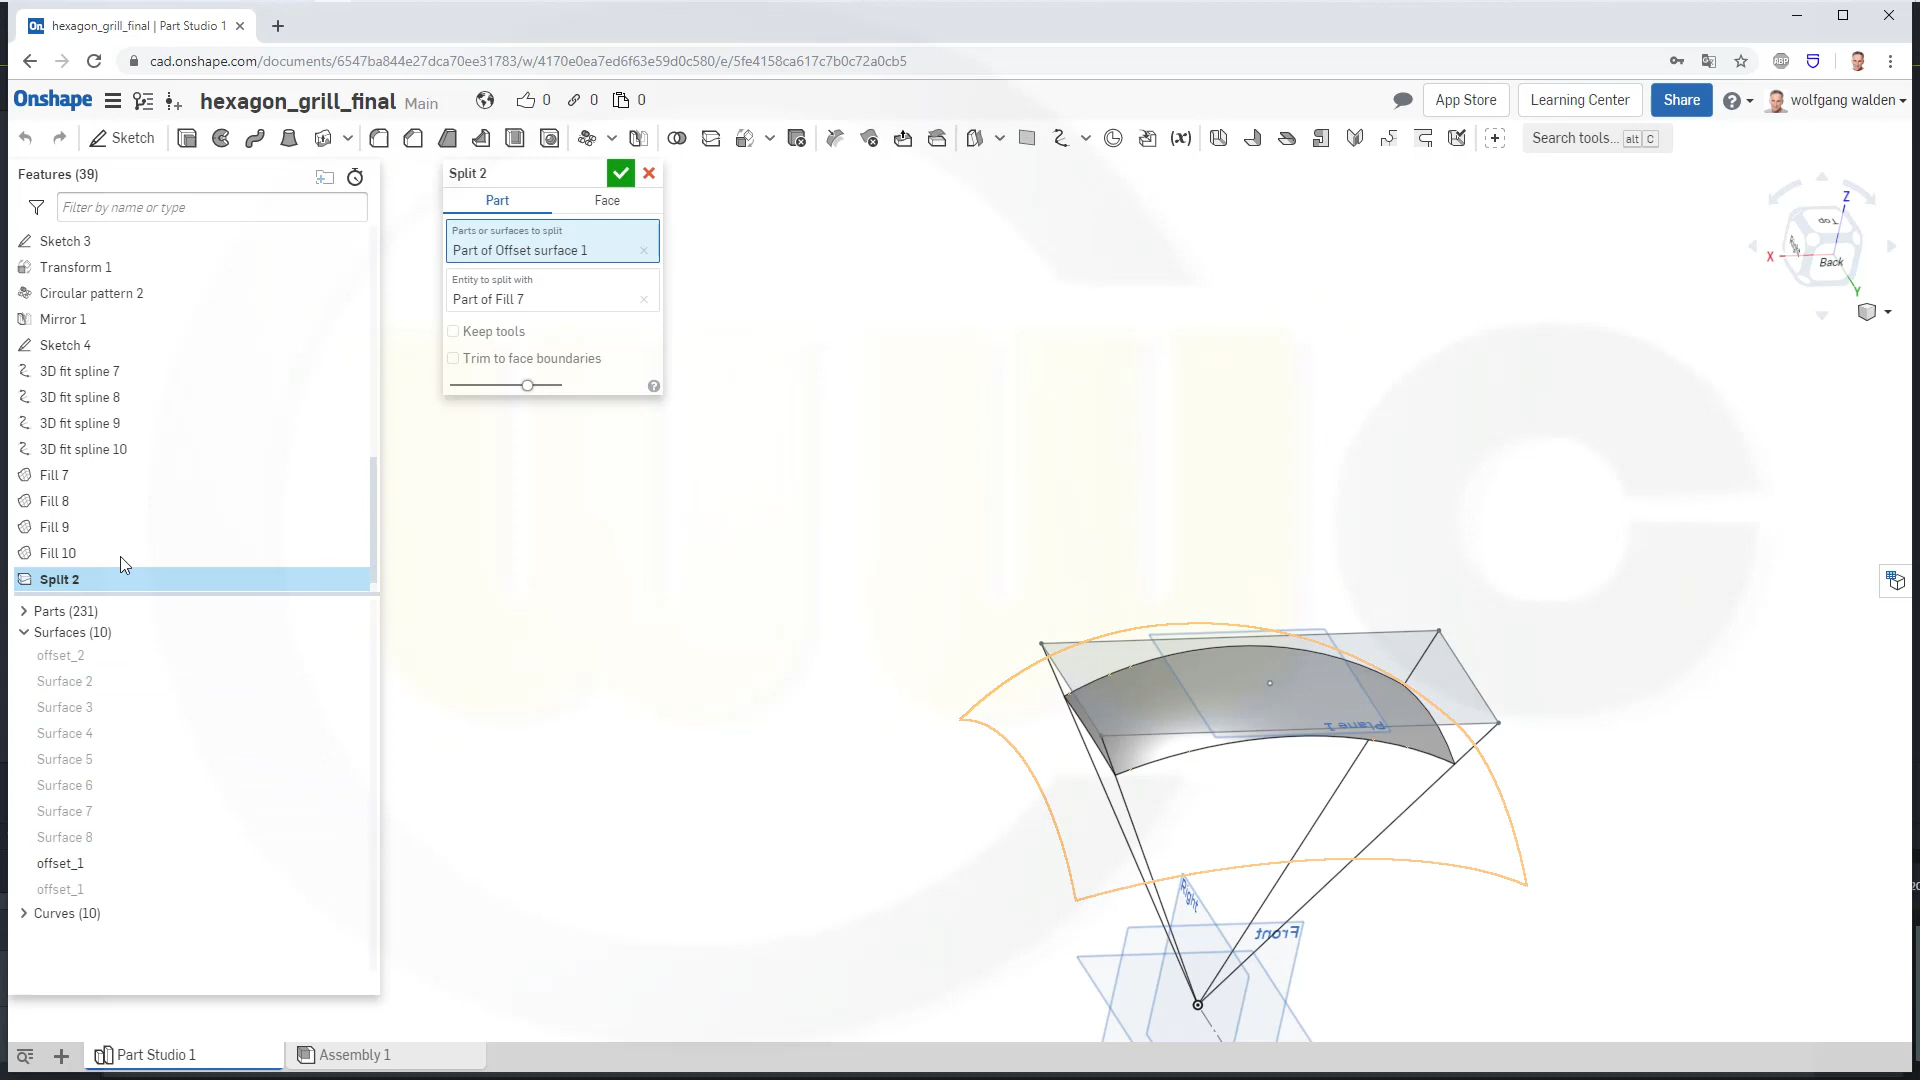 hexagon_grill_final | Part Studio 1
cad.onshape.com/documents/6547ba844e27dca70ee31783/w/4170e0ea7ed6f63e59d0c580/e/5fe4158ca617c7b0c72a0cb5
ABP
Onshape
hexagon_grill_final Main
0
0
0
App Store
Learning Center
Share
wolfgang walden
Sketch
(x)
Search tools... alt C
Features (39)
Filter by name or type
Sketch 3
Transform 1
Circular pattern 2
Mirror 1
Sketch 4
3D fit spline 7
3D fit spline 8
3D fit spline 9
3D fit spline 10
Fill 7
Fill 8
Fill 9
Fill 10
Split 2
Parts (231)
Surfaces (10)
offset_2
Surface 2
Surface 3
Surface 4
Surface 5
Surface 6
Surface 7
Surface 8
offset_1
offset_1
Curves (10)
Split 2
Part
Face
Parts or surfaces to split
Part of Offset surface 1
Entity to split with
Part of Fill 7
Keep tools
Trim to face boundaries
Z
Top
X
Back
Y
Plane 1
Right
Front
Part Studio 1
Assembly 1